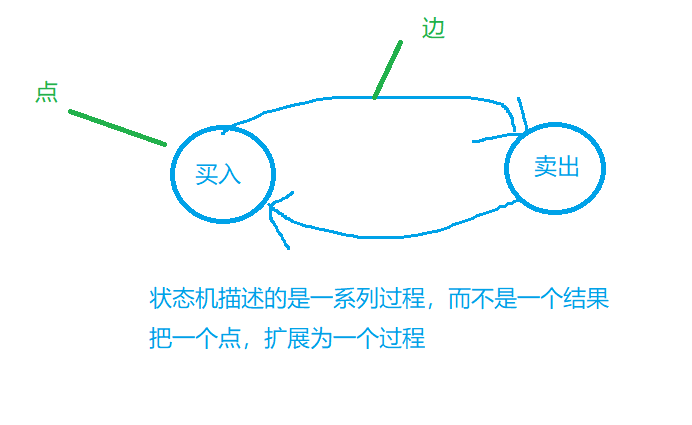 边
点
买入
卖出
状态机描述的是一系列过程，而不是一个结果
把一个点，扩展为一个过程